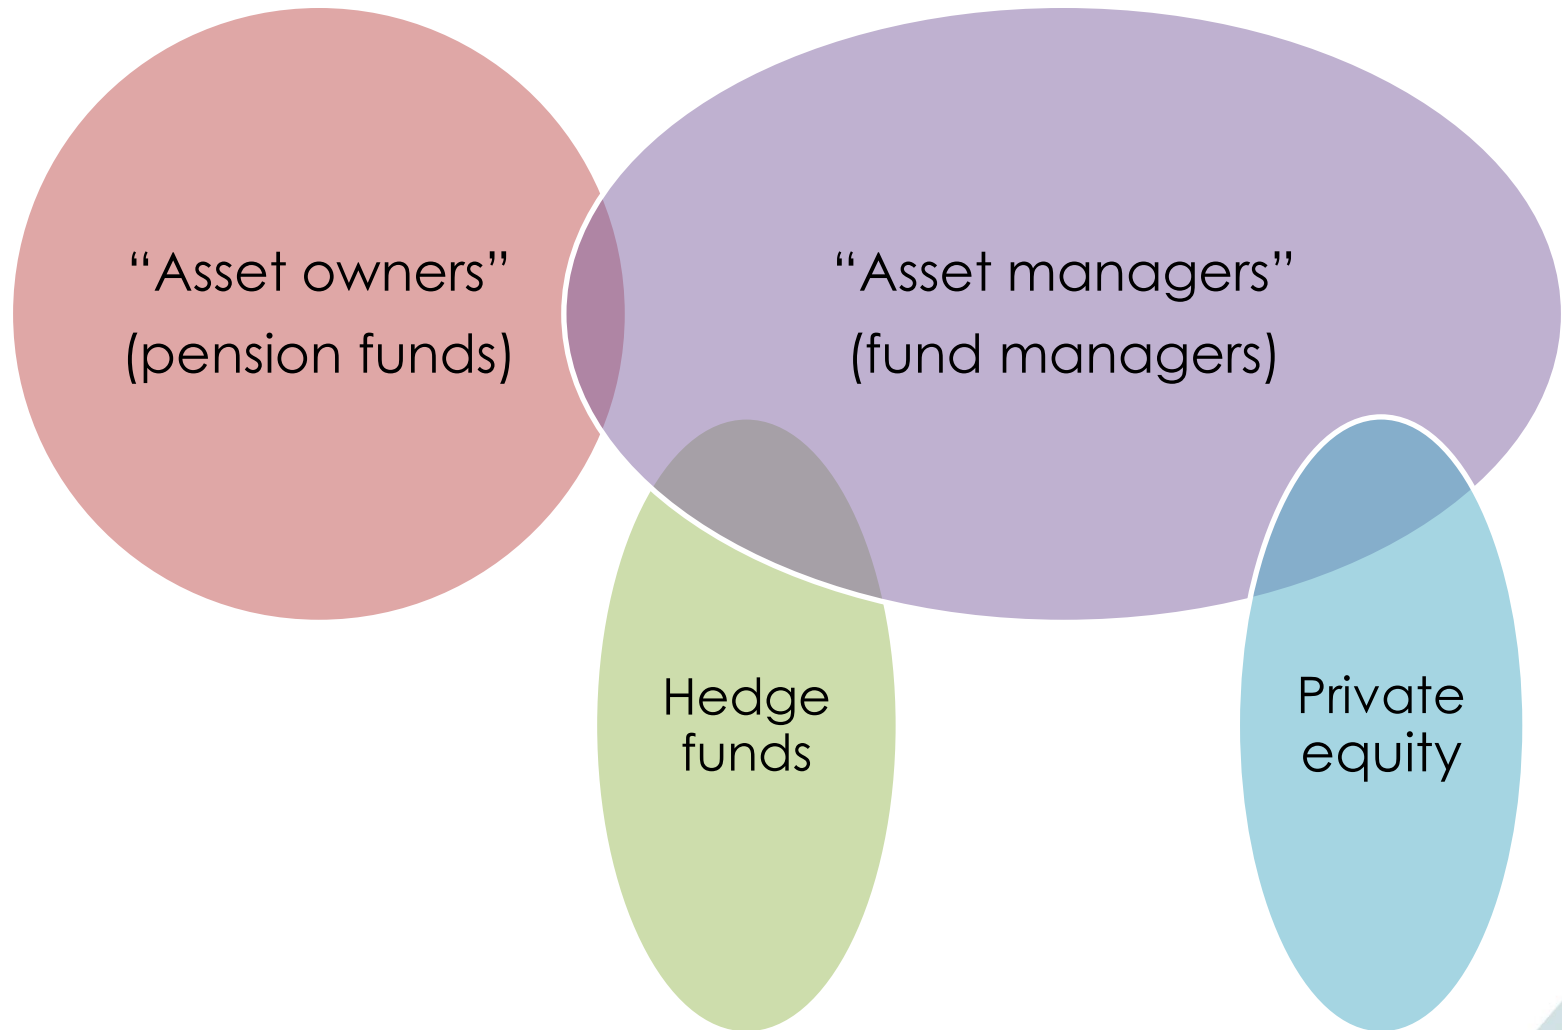 “Asset owners”
(pension funds)
“Asset managers”
(fund managers)
Hedge
funds
Private
equity